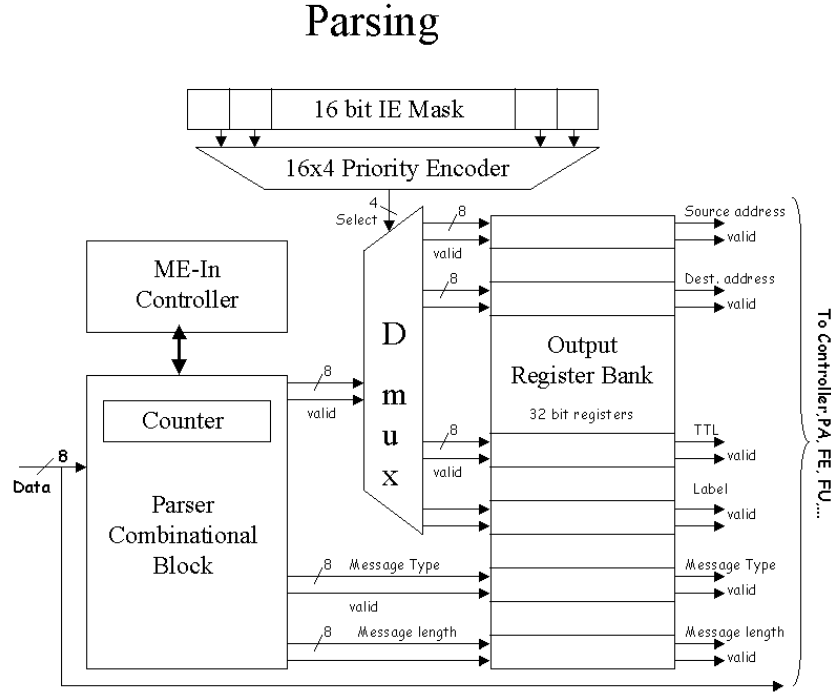 Parsing
16 bit IE Mask
16x4 Priority Encoder
4
Select
8
valid
8
Source address
valid
Dest. address
valid
ME-In
Controller
D
m
u
x
Output
Register Bank
32 bit registers
8
valid
Counter
8
Data
Parser
Combinational
Block
8
valid
TTL
valid
Label
valid
8
Message Type
valid
8
Message length
Message Type
valid
Message length
valid
To Controller,PA, FE, FU,...